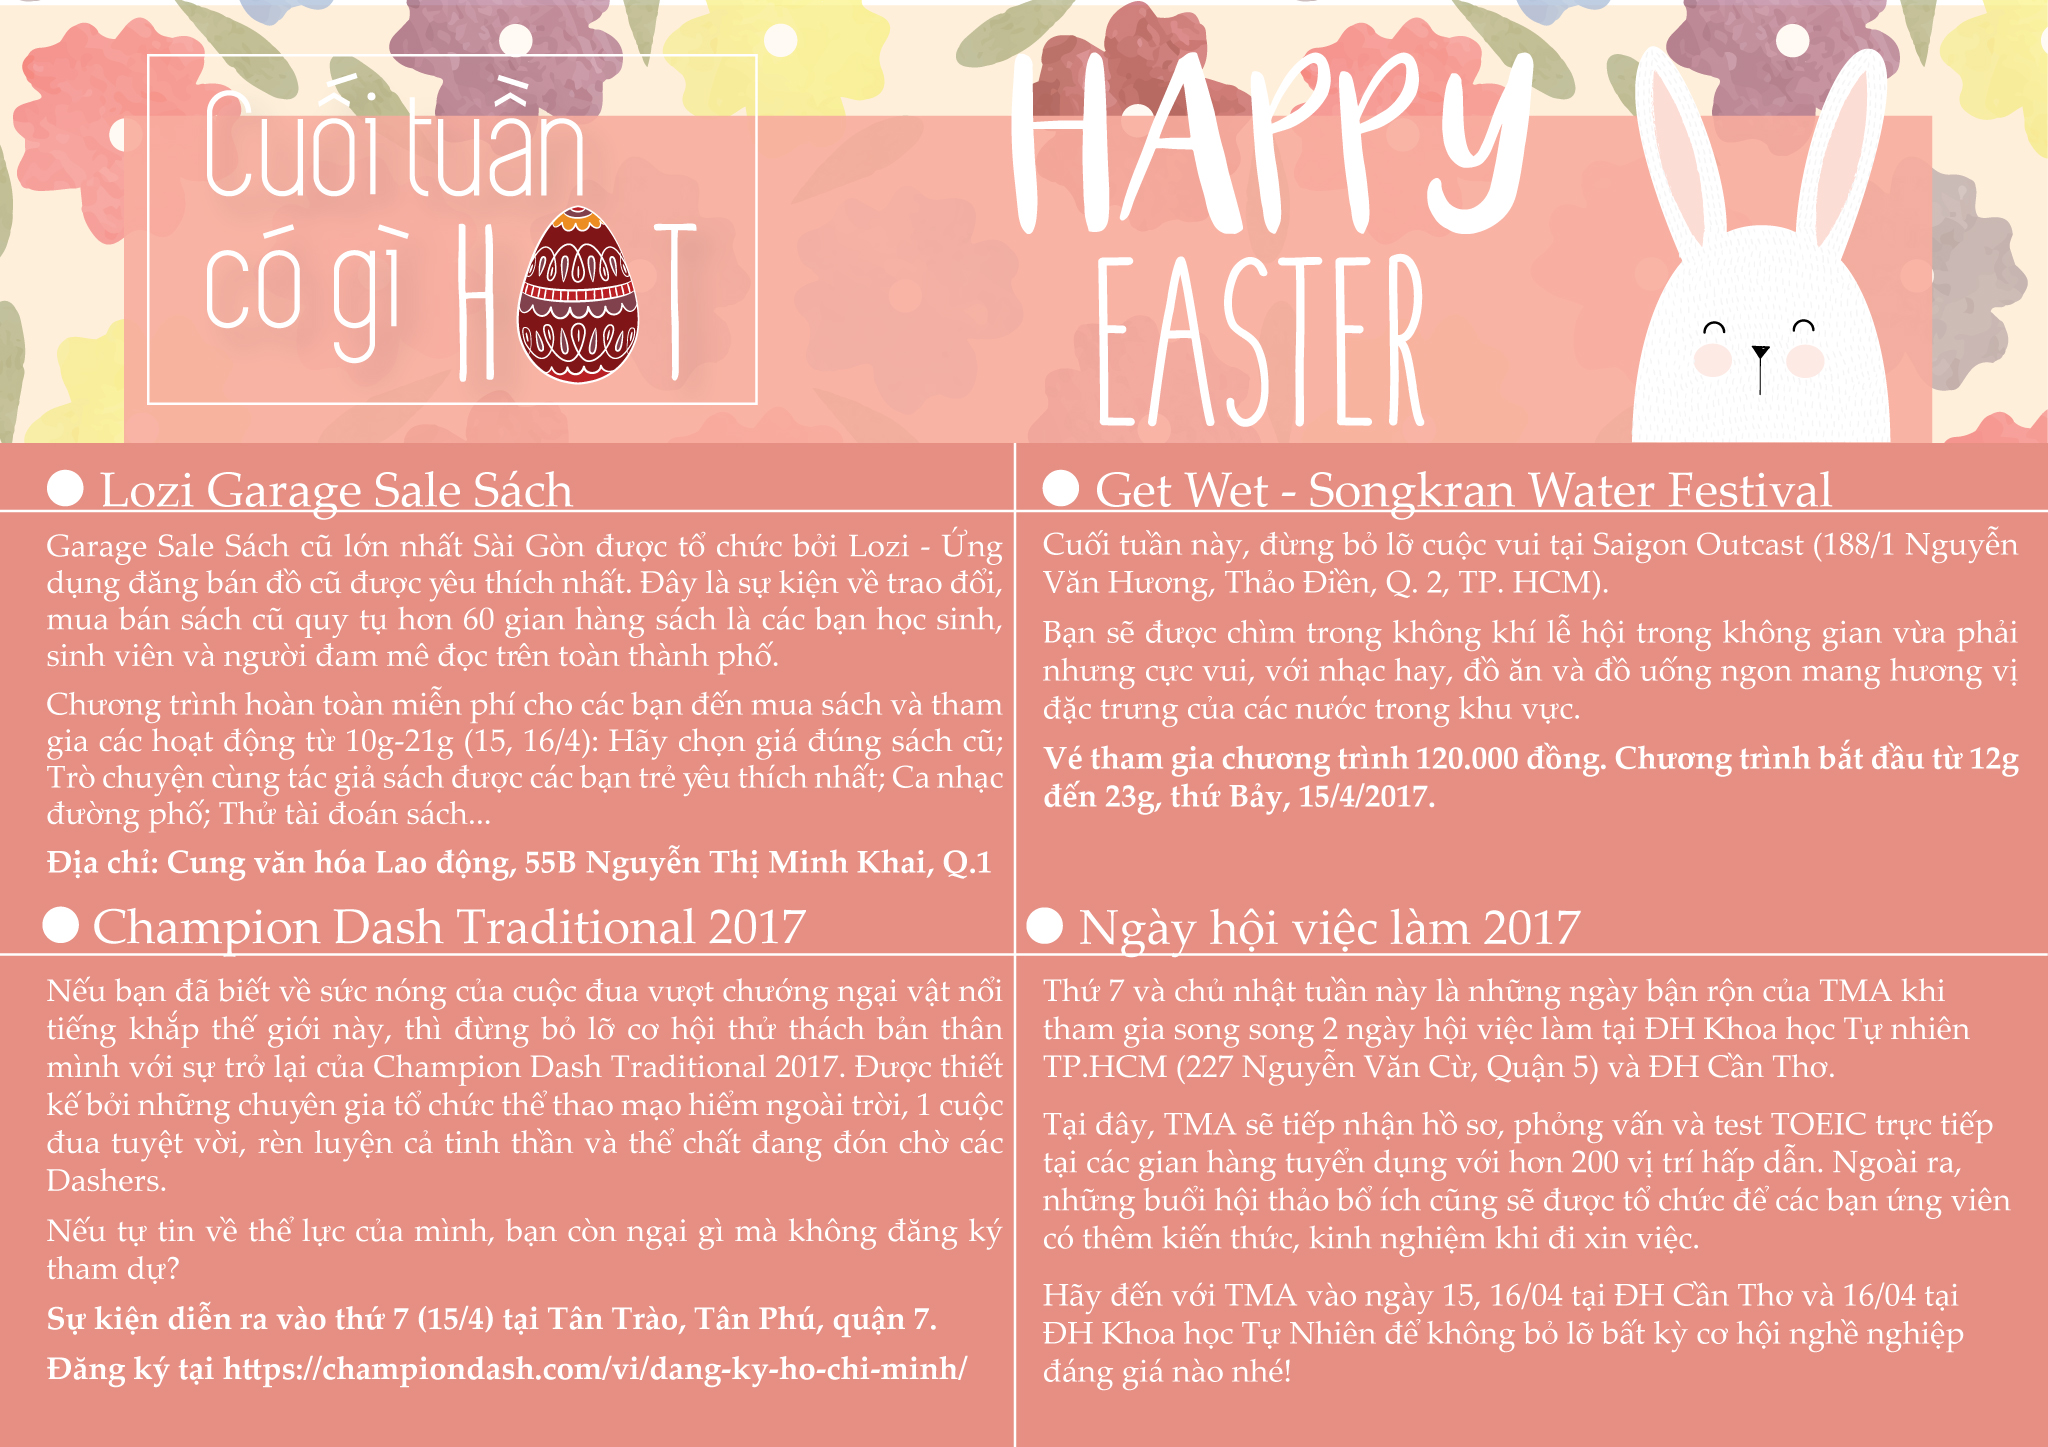 Cuối tuần
có gì HOT
HAPPY
EASTER
Lozi Garage Sale Sách
Garage Sale Sách cũ lớn nhất Sài Gòn được tổ chức bởi Lozi - Ứng
dụng đăng bán đồ cũ được yêu thích nhất. Đây là sự kiện về trao đổi,
mua bán sách cũ quy tụ hơn 60 gian hàng sách là các bạn học sinh,
sinh viên và người đam mê đọc trên toàn thành phố.
Chương trình hoàn toàn miễn phí cho các bạn đến mua sách và tham
gia các hoạt động từ 10g-21g (15, 16/4): Hãy chọn giá đúng sách cũ;
Trò chuyện cùng tác giả sách được các bạn trẻ yêu thích nhất; Ca nhạc
đường phố; Thử tài đoán sách...
Địa chỉ: Cung văn hóa Lao động, 55B Nguyễn Thị Minh Khai, Q.1
Get Wet - Songkran Water Festival
Cuối tuần này, đừng bỏ lỡ cuộc vui tại Saigon Outcast (188/1 Nguyễn
Văn Hương, Thảo Điền, Q. 2, TP. HCM).
Bạn sẽ được chìm trong không khí lễ hội trong không gian vừa phải
nhưng cực vui, với nhạc hay, đồ ăn và đồ uống ngon mang hương vị
đặc trưng của các nước trong khu vực.
Vé tham gia chương trình 120.000 đồng. Chương trình bắt đầu từ 12g
đến 23g, thứ Bảy, 15/4/2017.
Champion Dash Traditional 2017
Nếu bạn đã biết về sức nóng của cuộc đua vượt chướng ngại vật nổi
tiếng khắp thế giới này, thì đừng bỏ lỡ cơ hội thử thách bản thân
mình với sự trở lại của Champion Dash Traditional 2017. Được thiết
kế bởi những chuyên gia tổ chức thể thao mạo hiểm ngoài trời, 1 cuộc
đua tuyệt vời, rèn luyện cả tinh thần và thể chất đang đón chờ các
Dashers.
Nếu tự tin về thể lực của mình, bạn còn ngại gì mà không đăng ký
tham dự?
Sự kiện diễn ra vào thứ 7 (15/4) tại Tân Trào, Tân Phú, quận 7.
Đăng ký tại https://championdash.com/vi/dang-ky-ho-chi-minh/
Ngày hội việc làm 2017
Thứ 7 và chủ nhật tuần này là những ngày bận rộn của TMA khi
tham gia song song 2 ngày hội việc làm tại ĐH Khoa học Tự nhiên
TP.HCM (227 Nguyễn Văn Cừ, Quận 5) và ĐH Cần Thơ.
Tại đây, TMA sẽ tiếp nhận hồ sơ, phỏng vấn và test TOEIC trực tiếp
tại các gian hàng tuyển dụng với hơn 200 vị trí hấp dẫn. Ngoài ra,
những buổi hội thảo bổ ích cũng sẽ được tổ chức để các bạn ứng viên
có thêm kiến thức, kinh nghiệm khi đi xin việc.
Hãy đến với TMA vào ngày 15, 16/04 tại ĐH Cần Thơ và 16/04 tại
ĐH Khoa học Tự Nhiên để không bỏ lỡ bất kỳ cơ hội nghề nghiệp
đáng giá nào nhé!